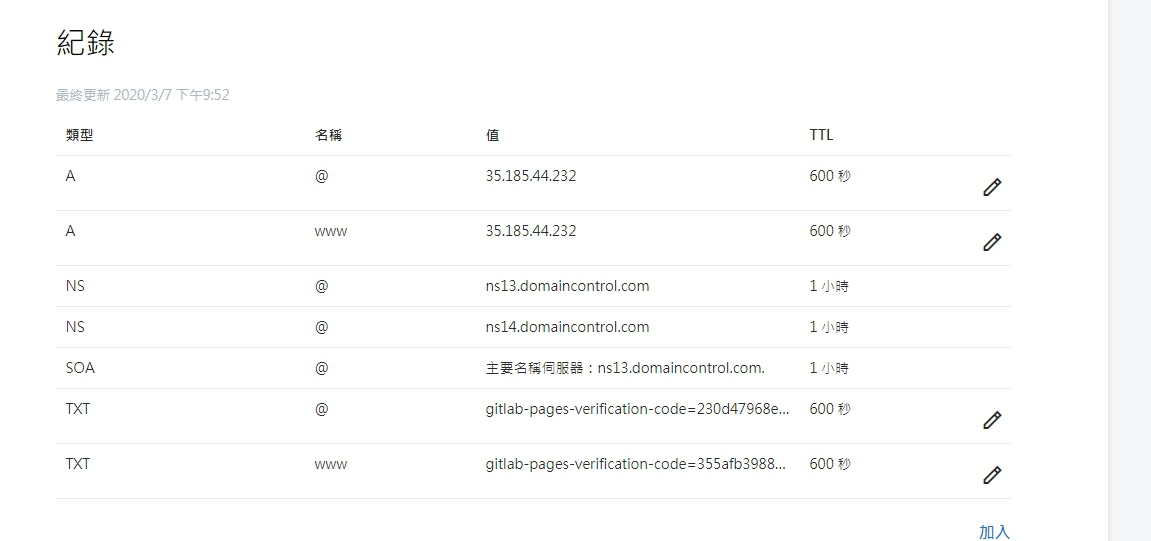 紀錄
最終更新 2020/3/7 下午9:52
類型 名稱 值 TTL
A @ 35.185.44.232 600 秒
A www 35.185.44.232 600 秒
NS @ ns13.domaincontrol.com 1 小時
NS @ ns14.domaincontrol.com 1 小時
SOA @ 主要名稱伺服器：ns13.domaincontrol.com. 1 小時
TXT @ gitlab-pages-verification-code=230d47968e... 600 秒
TXT www gitlab-pages-verification-code=355afb3988... 600 秒
加入